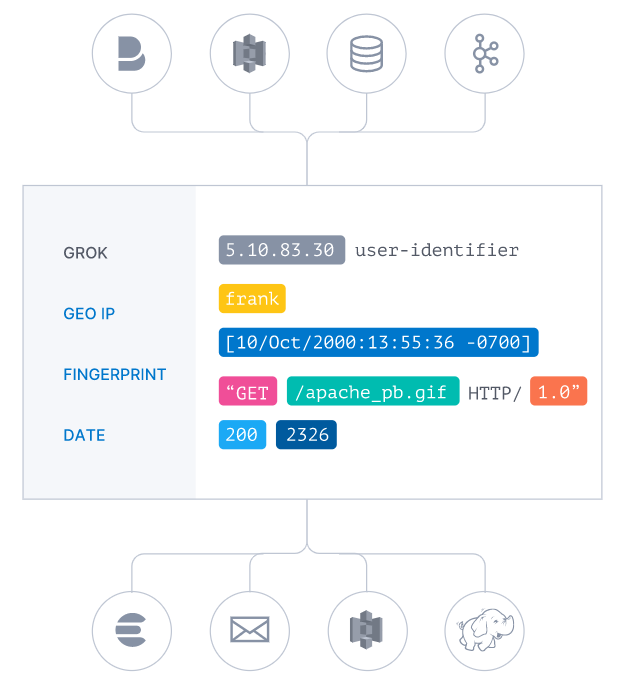 GROK
GEO IP
FINGERPRINT
DATE
5.10.83.30 user-identifier
frank
[10/Oct/2000:13:55:36 -0700]
“GET /apache_pb.gif HTTP/ 1.0”
200 2326